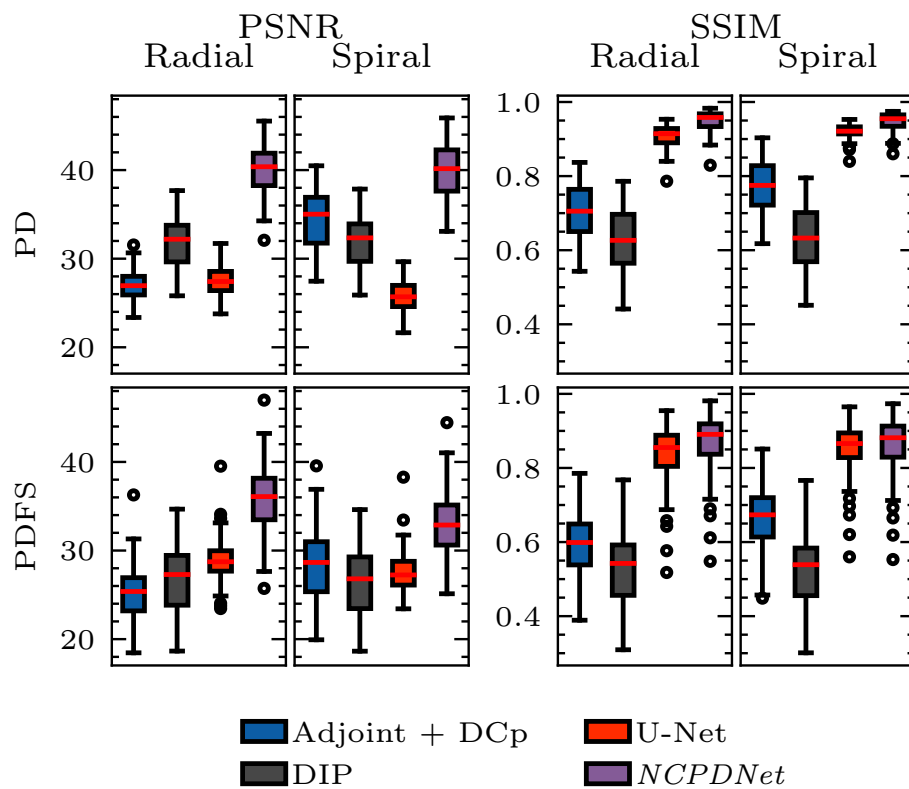 PSNR SSIM
Radial Spiral Radial Spiral
PD
40
30
20
1.0
0.8
0.6
0.4
PDFS
40
30
20
1.0
0.8
0.6
0.4
Adjoint + DCp U-Net
DIP NCPDNet